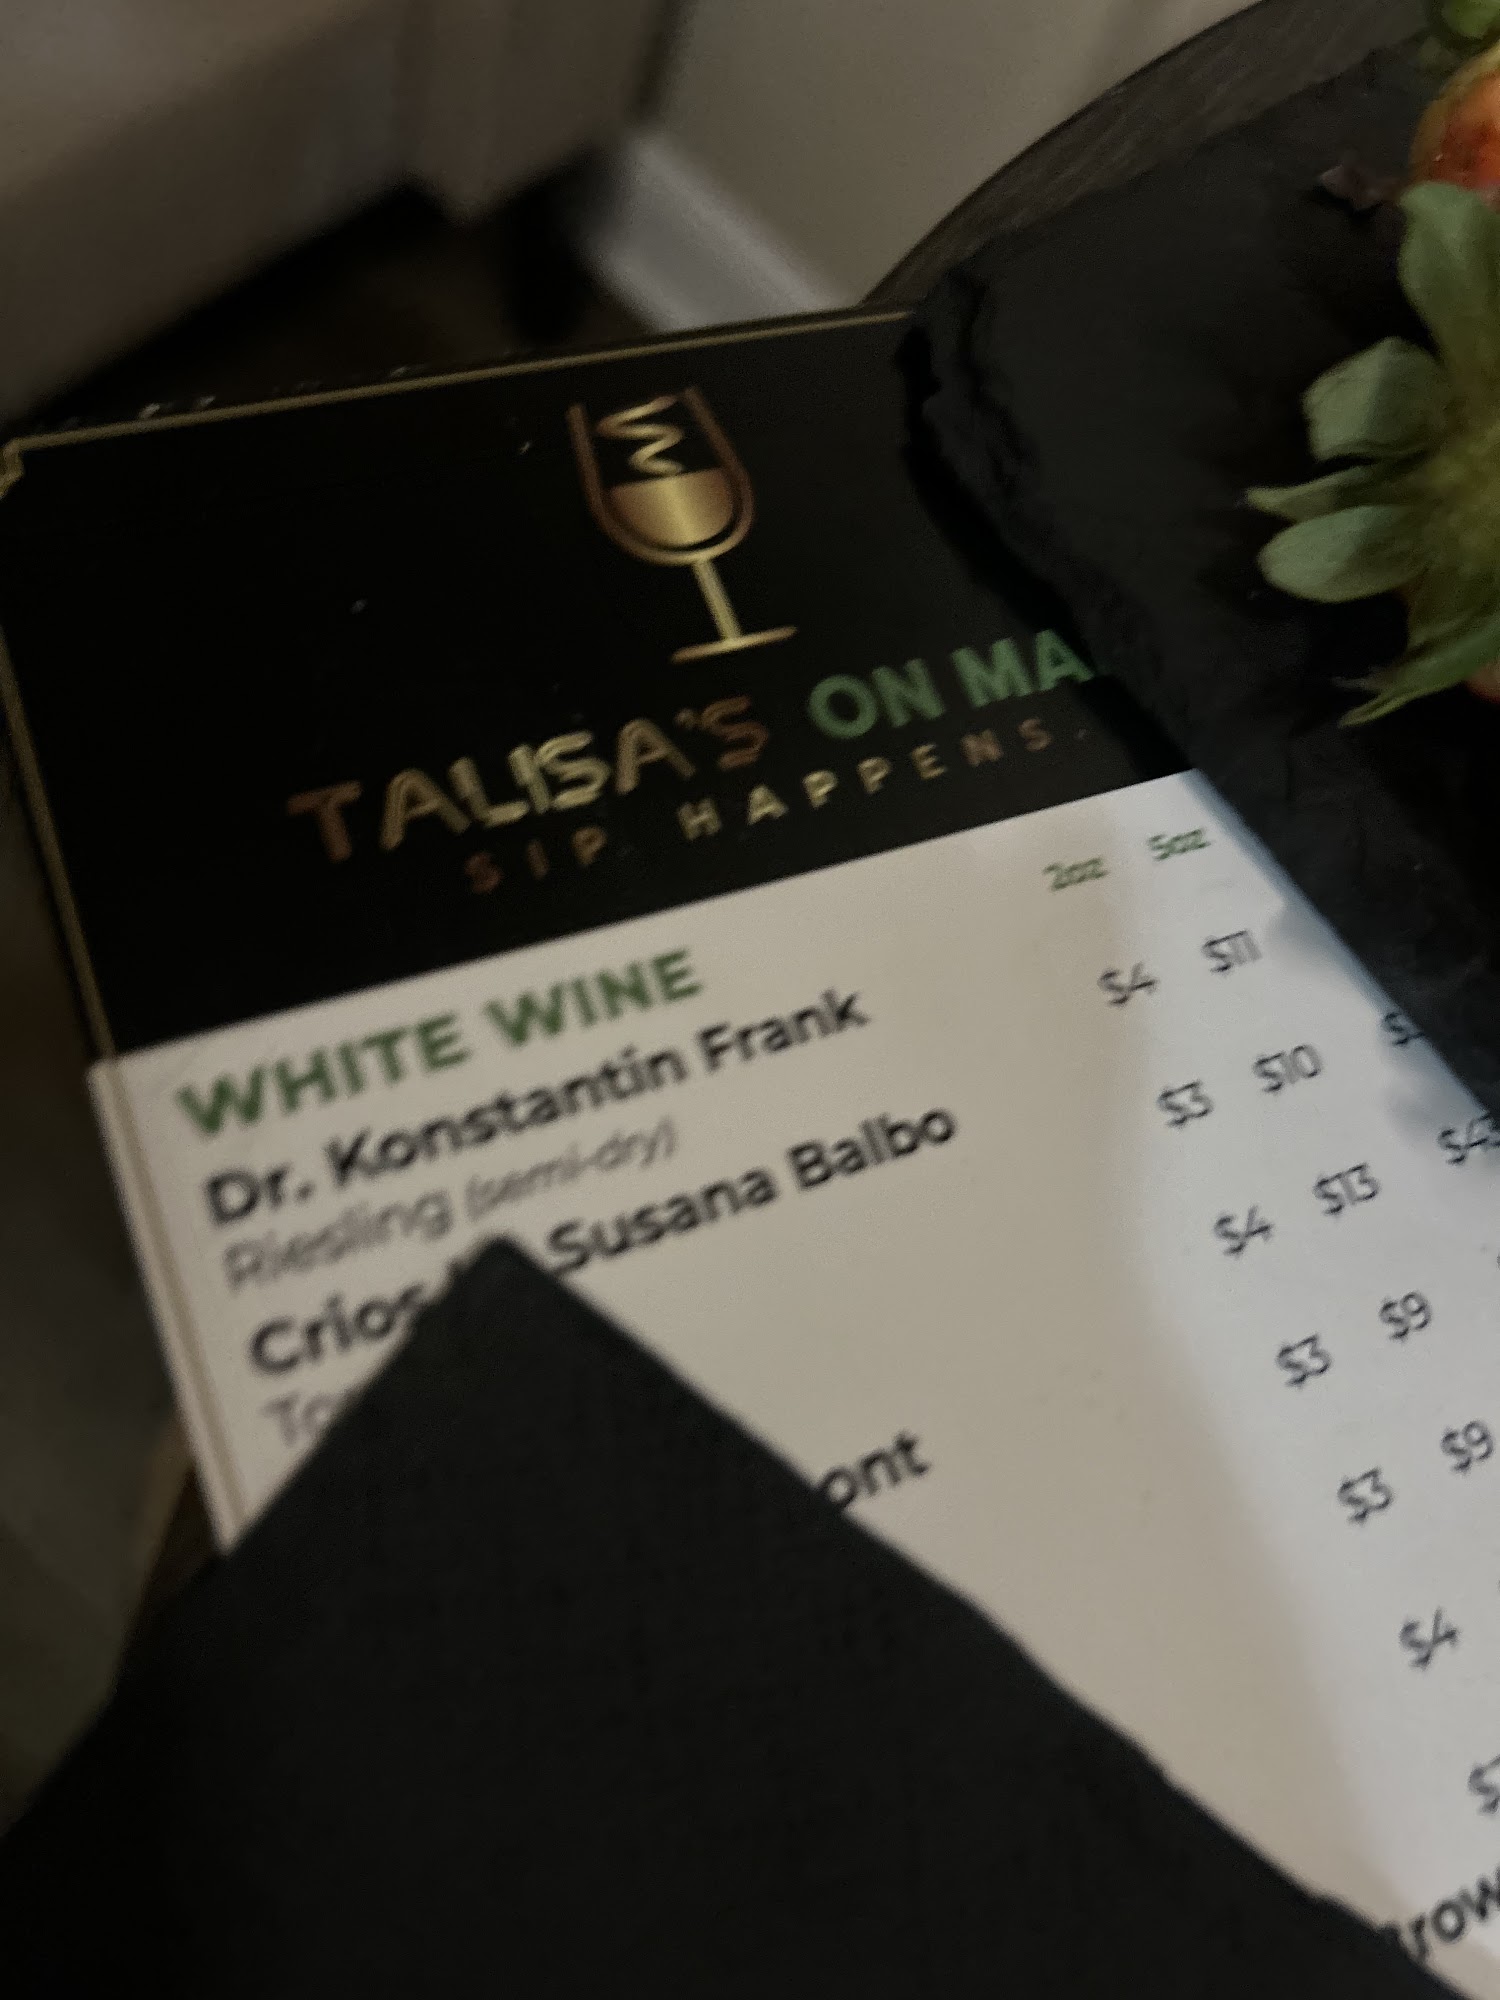 TALISA'S ON MA
SIP HAPPENS.
2oz 5oz
WHITE WINE
Dr. Konstantin Frank $4 $11
Riesling (semi-dry)
Crios Susana Balbo $3 $10
$4 $13
ont $3 $9
$3 $9
$4